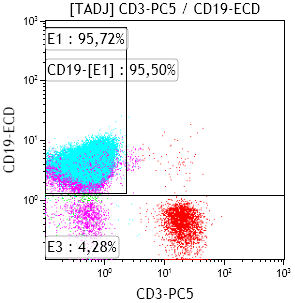 [TADJ] CD3-PC5 / CD19-ECD
10³
E1 : 95,72%
10²
CD19-[E1] : 95,50%
CD19-ECD
10¹
10⁰
E3 : 4,28%
10⁰ 10¹ 10² 10³
CD3-PC5